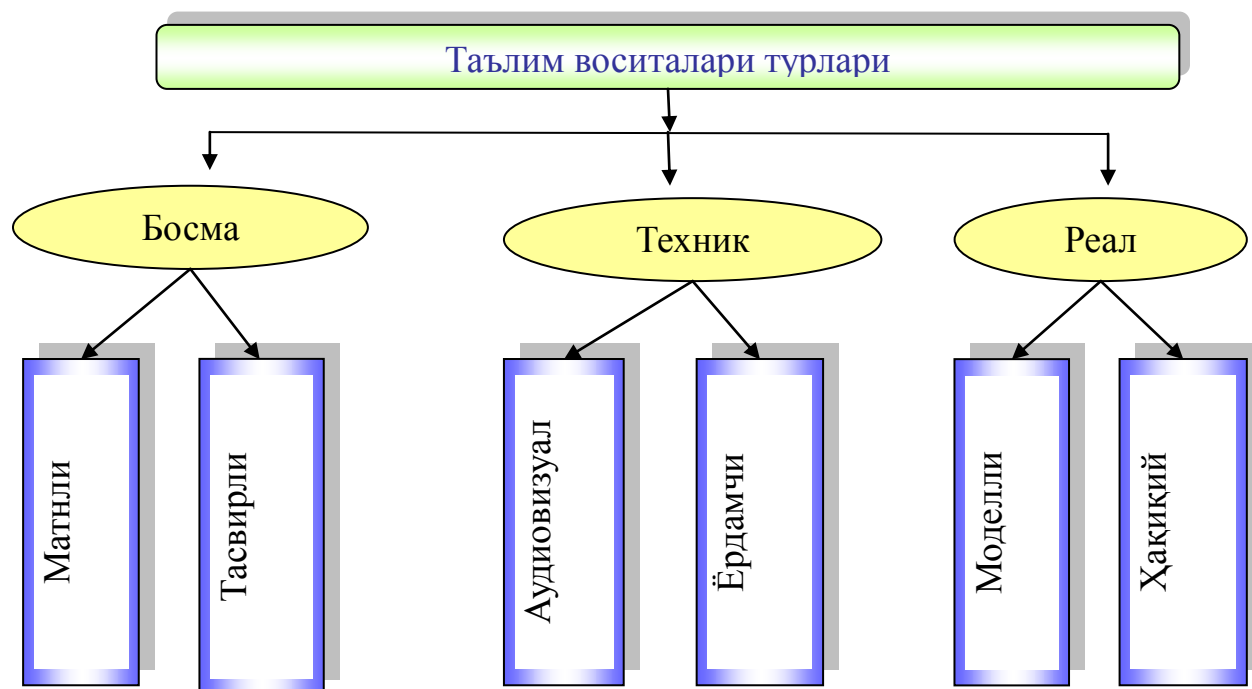 Таълим воситалари турлари
Босма
Техник
Реал
Матнли
Тасвирли
Аудиовизуал
Ёрдамчи
Моделли
Ҳақиқий